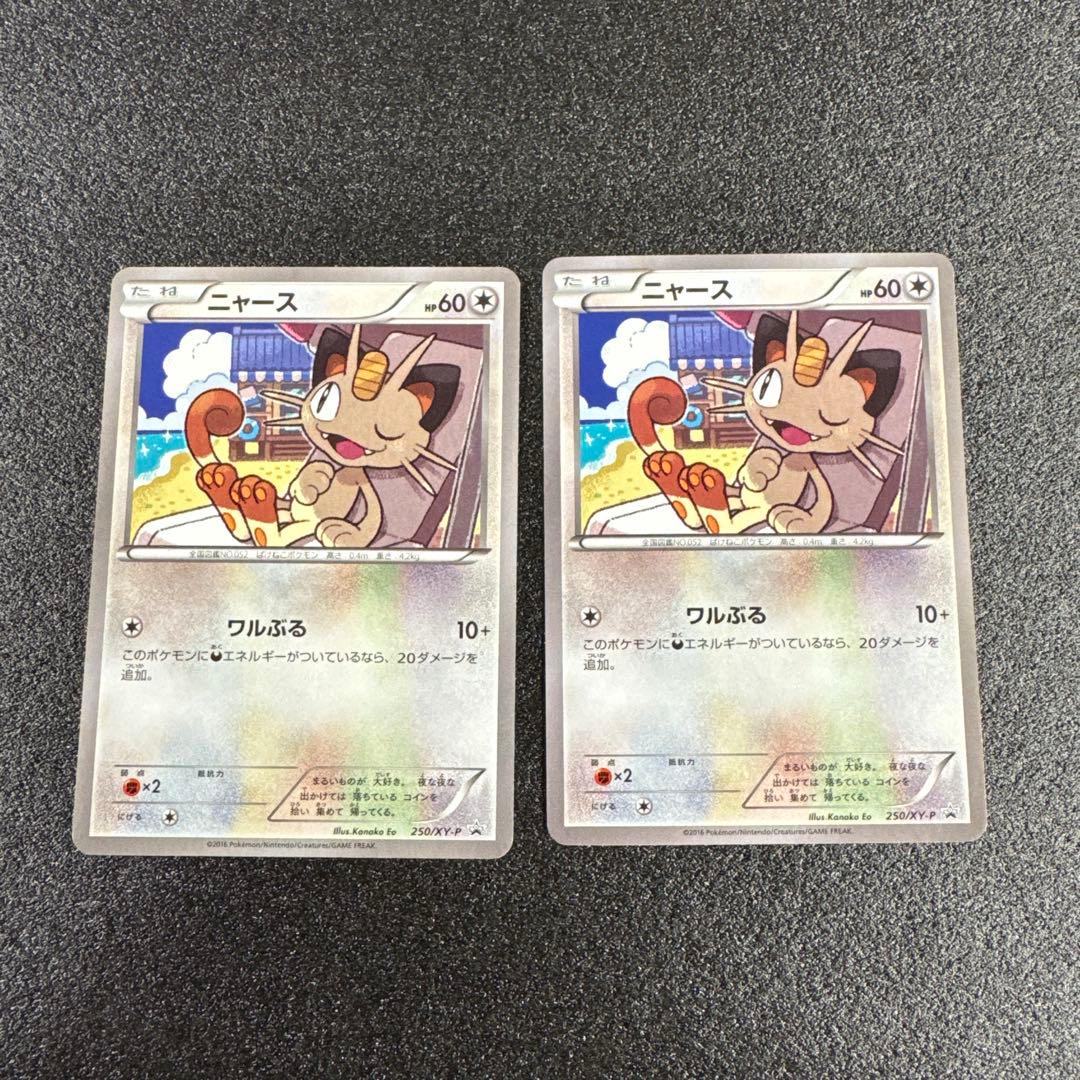 たね ニャース HP60
全国図鑑NO.052 ばけねこポケモン 高さ:0.4m 重さ:4.2kg
ワルぶる 10+
このポケモンにエネルギーがついているなら、20ダメージを
追加。
弱点 抵抗力
×2
にげる
まるいものが 大好き。 夜な夜な
出かけては 落ちている コインを
拾い 集めて 帰ってくる。
Illus.Kanako Eo 250/XY-P
©2016 Pokémon/Nintendo/Creatures/GAME FREAK.
たね ニャース HP60
全国図鑑NO.052 ばけねこポケモン 高さ:0.4m 重さ:4.2kg
ワルぶる 10+
このポケモンにエネルギーがついているなら、20ダメージを
追加。
弱点 抵抗力
×2
にげる
まるいものが 大好き。 夜な夜な
出かけては 落ちている コインを
拾い 集めて 帰ってくる。
Illus.Kanako Eo 250/XY-P
©2016 Pokémon/Nintendo/Creatures/GAME FREAK.